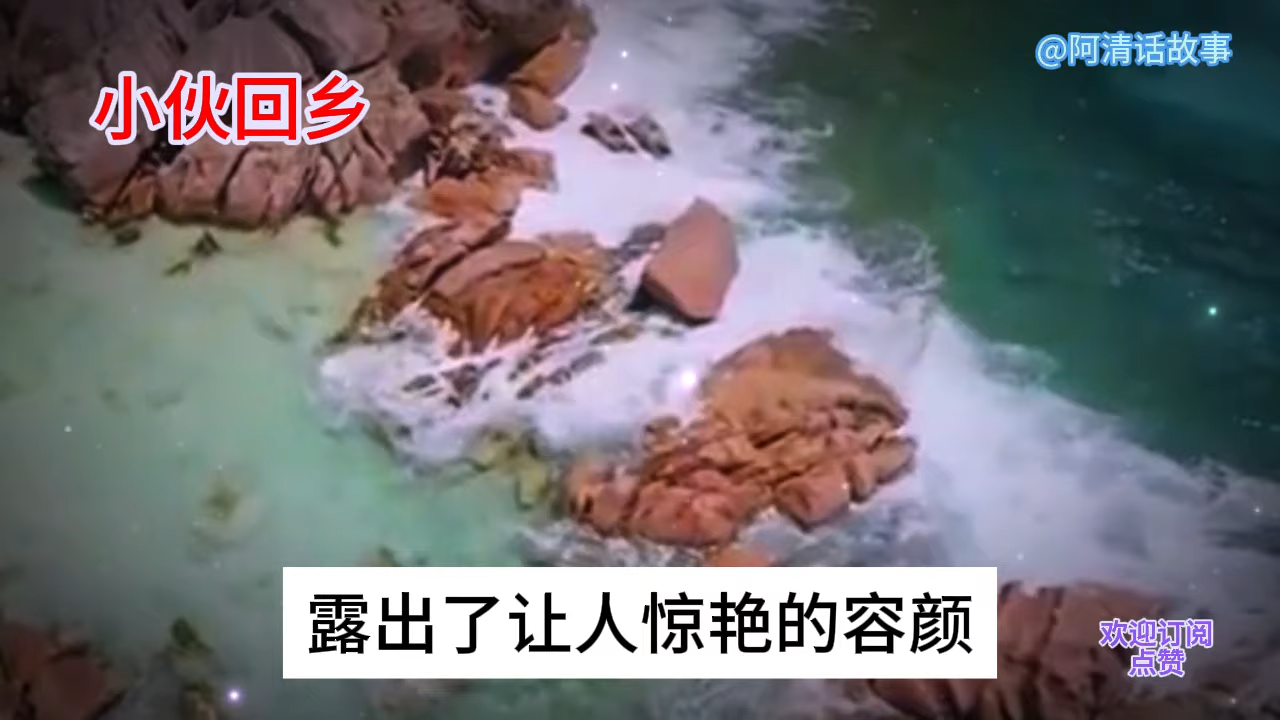 @阿清话故事
小伙回乡
露出了让人惊艳的容颜
欢迎订阅
点赞